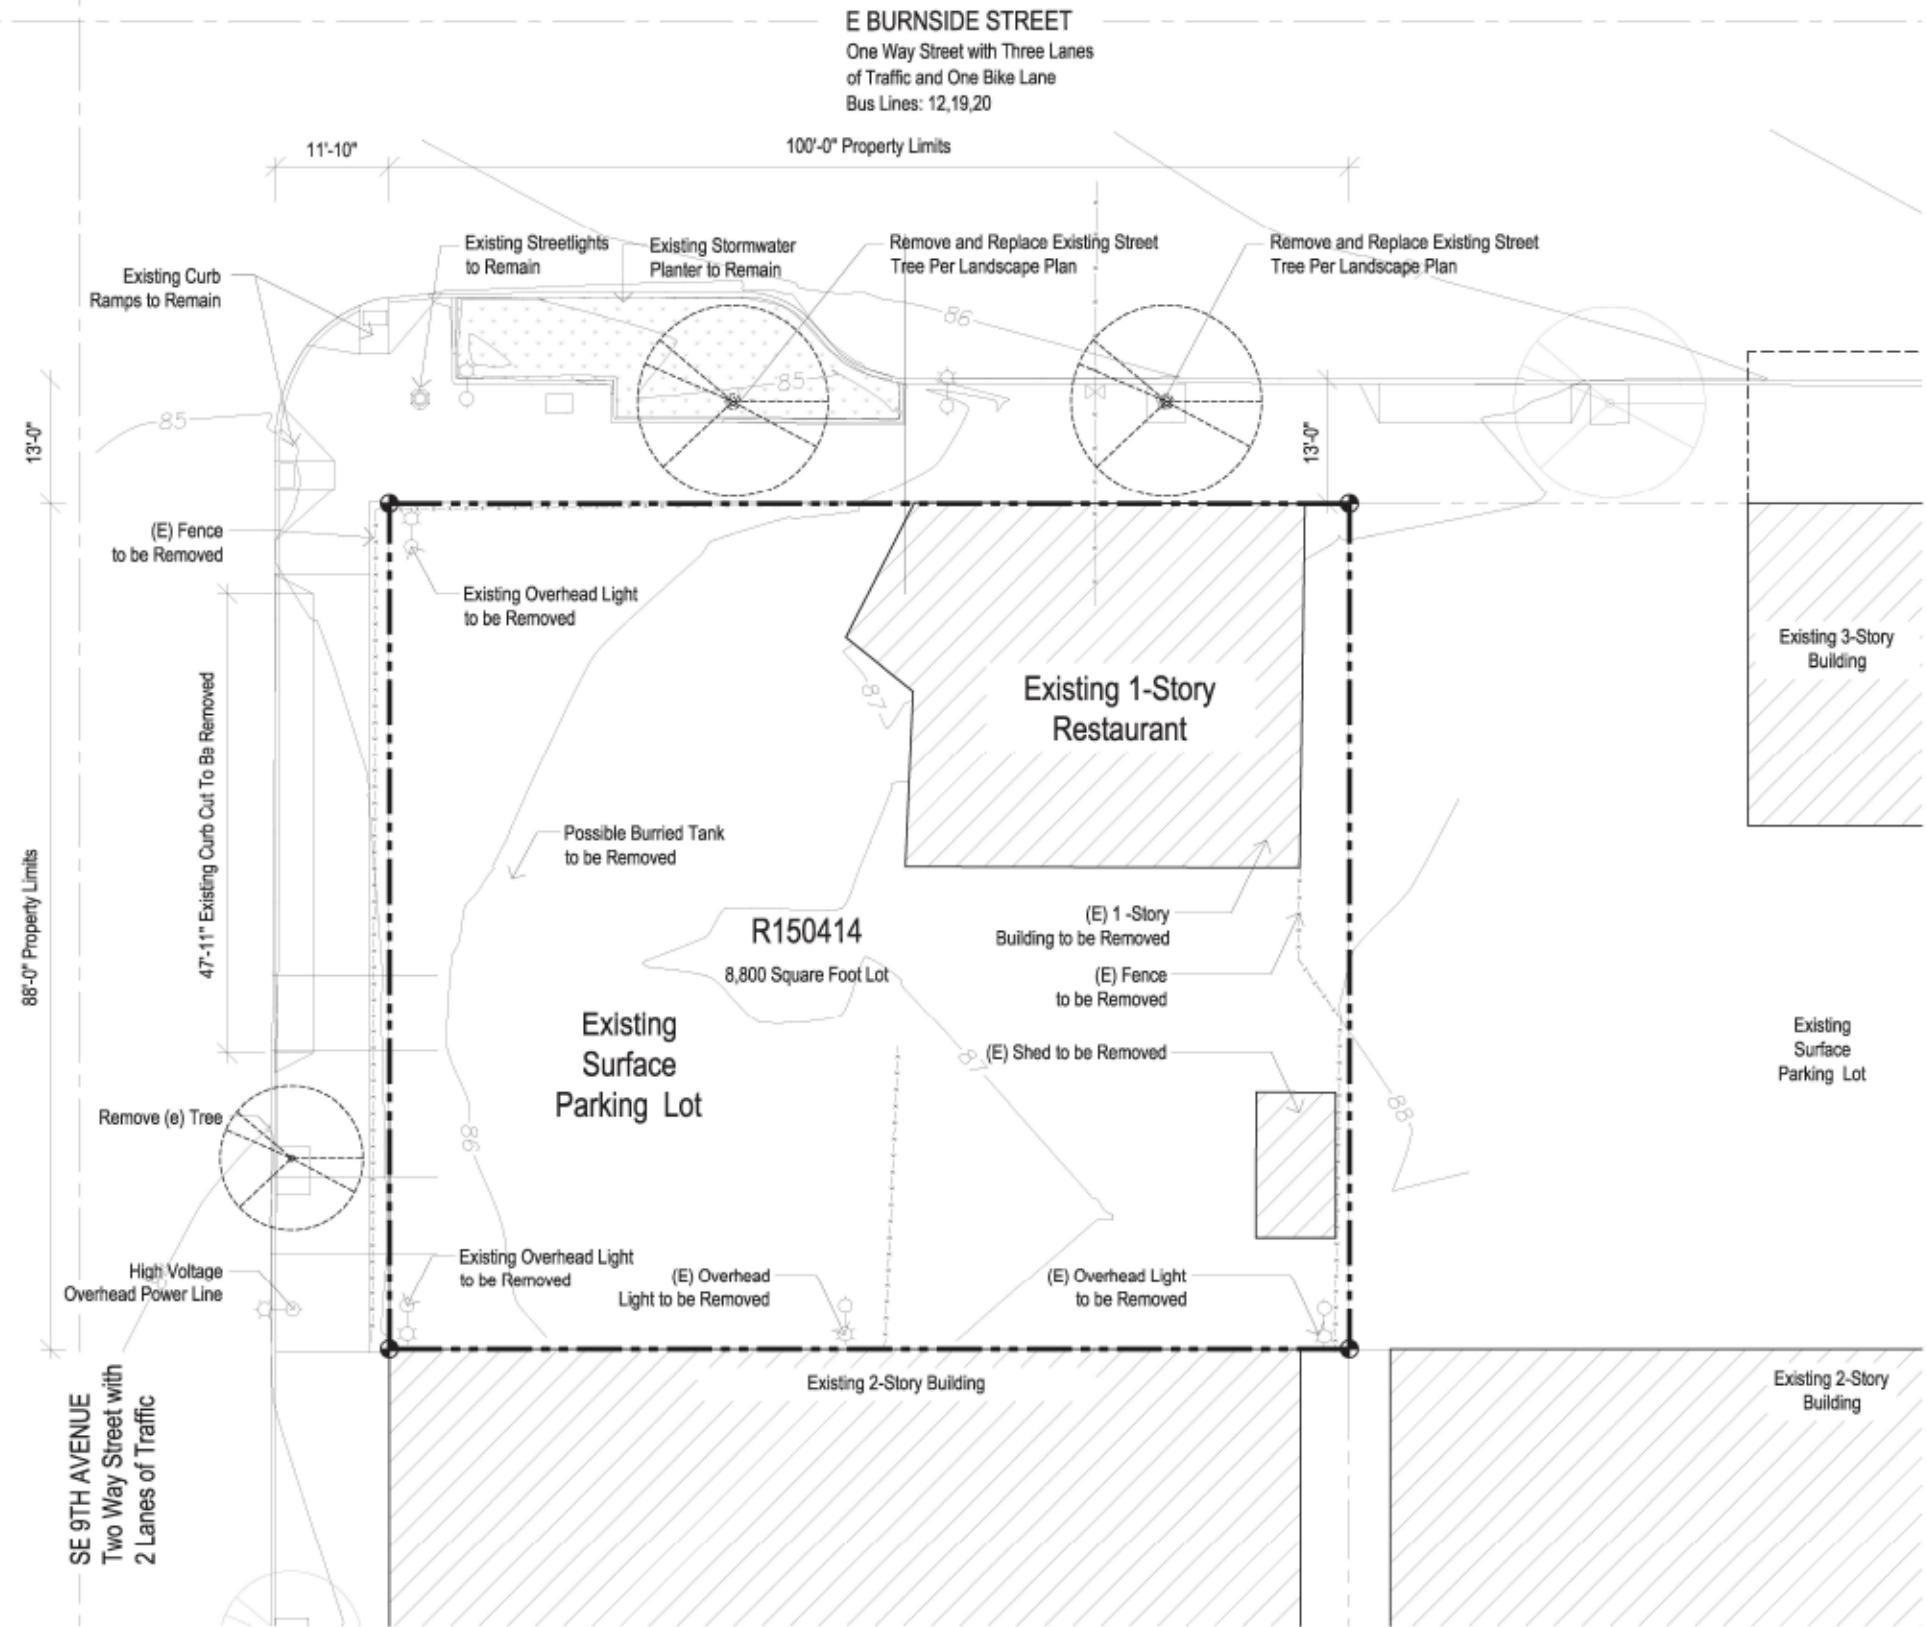 E BURNSIDE STREET
One Way Street with Three Lanes
of Traffic and One Bike Lane
Bus Lines: 12,19,20
11'-10"
100'-0" Property Limits
Existing Streetlights
to Remain
Existing Stormwater
Planter to Remain
Remove and Replace Existing Street
Tree Per Landscape Plan
Remove and Replace Existing Street
Tree Per Landscape Plan
Existing Curb
Ramps to Remain
86
85
85
13'-0"
13'-0"
(E) Fence
to be Removed
Existing Overhead Light
to be Removed
Existing 3-Story
Building
Existing 1-Story
Restaurant
87
47'-11" Existing Curb Cut To Be Removed
88'-0" Property Limits
Possible Burried Tank
to be Removed
R150414
8,800 Square Foot Lot
(E) 1 -Story
Building to be Removed
(E) Fence
to be Removed
Existing
Surface
Parking Lot
(E) Shed to be Removed
87
Existing
Surface
Parking Lot
88
86
Remove (e) Tree
High Voltage
Overhead Power Line
Existing Overhead Light
to be Removed
(E) Overhead
Light to be Removed
(E) Overhead Light
to be Removed
SE 9TH AVENUE
Two Way Street with
2 Lanes of Traffic
Existing 2-Story Building
Existing 2-Story
Building